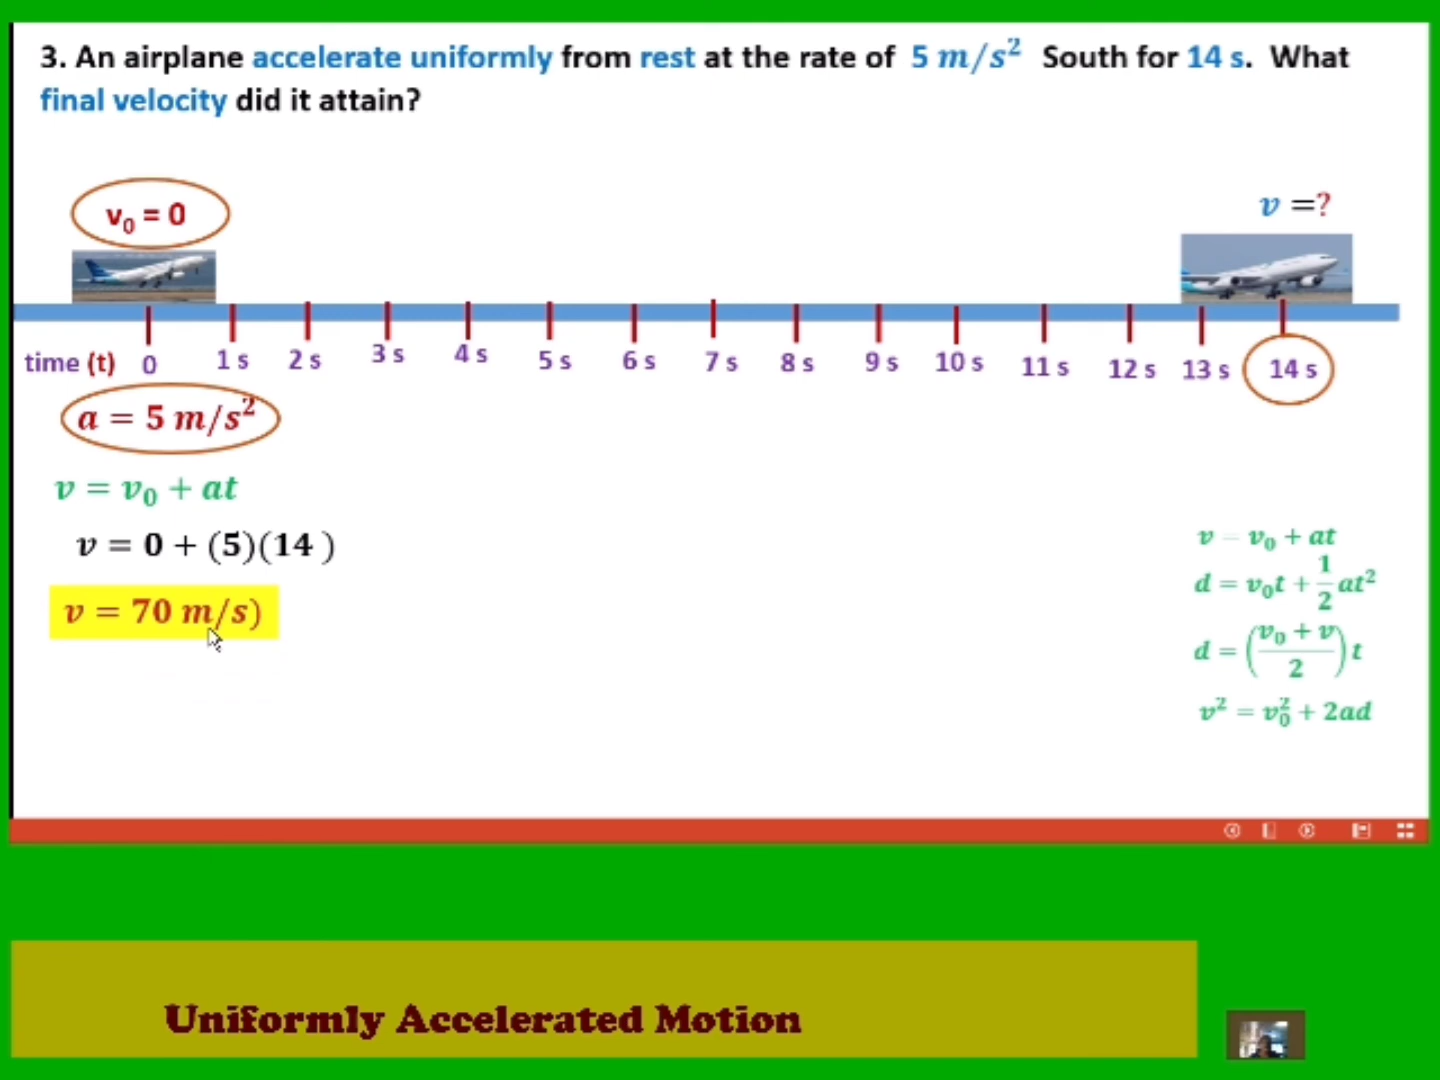 3. An airplane accelerate uniformly from rest at the rate of 5 m/s² South for 14 s. What
final velocity did it attain?
v₀ = 0
v =?
time (t) 0 1 s 2 s 3 s 4 s 5 s 6 s 7 s 8 s 9 s 10 s 11 s 12 s 13 s 14 s
a = 5 m/s²
v = v₀ + at
v = 0 + (5)(14 )
v = 70 m/s)
v = v₀ + at
d = v₀t + 1/2 at²
d = ((v₀ + v)/2) t
v² = v₀² + 2ad
Uniformly Accelerated Motion